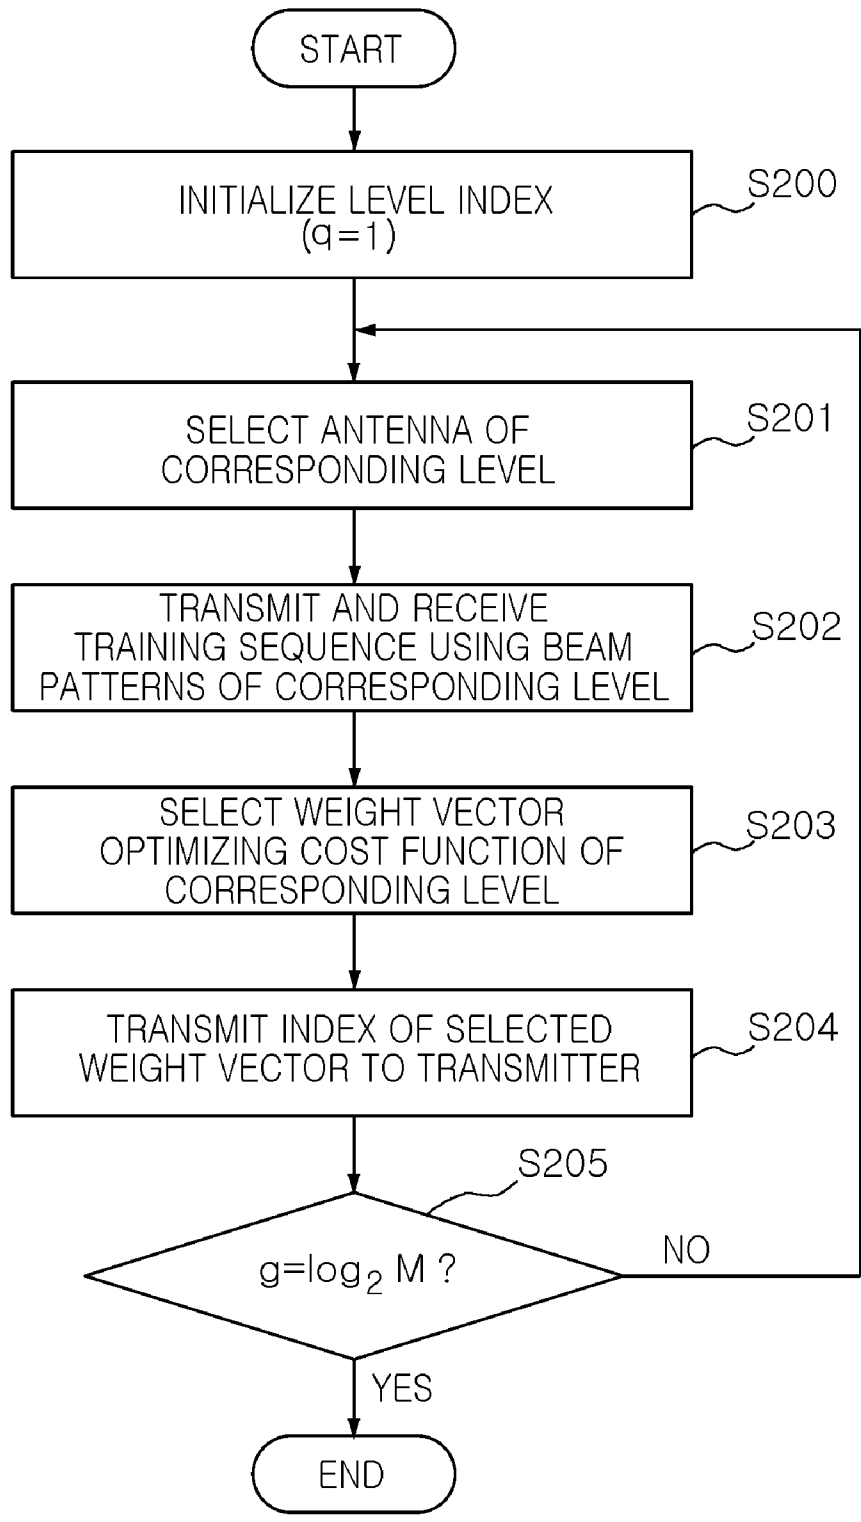 START
INITIALIZE LEVEL INDEX
(q=1)
S200
SELECT ANTENNA OF
CORRESPONDING LEVEL
S201
TRANSMIT AND RECEIVE
TRAINING SEQUENCE USING BEAM
PATTERNS OF CORRESPONDING LEVEL
S202
SELECT WEIGHT VECTOR
OPTIMIZING COST FUNCTION OF
CORRESPONDING LEVEL
S203
TRANSMIT INDEX OF SELECTED
WEIGHT VECTOR TO TRANSMITTER
S204
S205
g=log₂ M ?
NO
YES
END